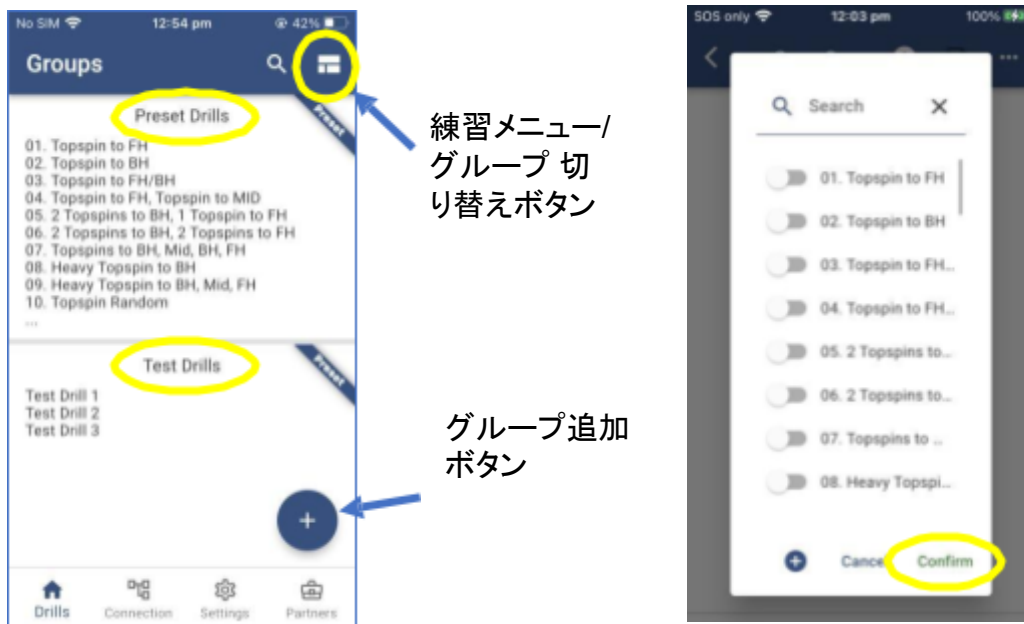 No SIM 12:54 pm 42%
Groups
Preset Drills
Preset
01. Topspin to FH
02. Topspin to BH
03. Topspin to FH/BH
04. Topspin to FH, Topspin to MID
05. 2 Topspins to BH, 1 Topspin to FH
06. 2 Topspins to BH, 2 Topspins to FH
07. Topspins to BH, Mid, BH, FH
08. Heavy Topspin to BH
09. Heavy Topspin to BH, Mid, FH
10. Topspin Random
...
Test Drills
Preset
Test Drill 1
Test Drill 2
Test Drill 3
+
Drills Connection Settings Partners
練習メニュー/
グループ 切
り替えボタン
グループ追加
ボタン
SOS only 12:03 pm 100%
Search
01. Topspin to FH
02. Topspin to BH
03. Topspin to FH...
04. Topspin to FH...
05. 2 Topspins to...
06. 2 Topspins to...
07. Topspins to ...
08. Heavy Topspi...
Cance Confirm